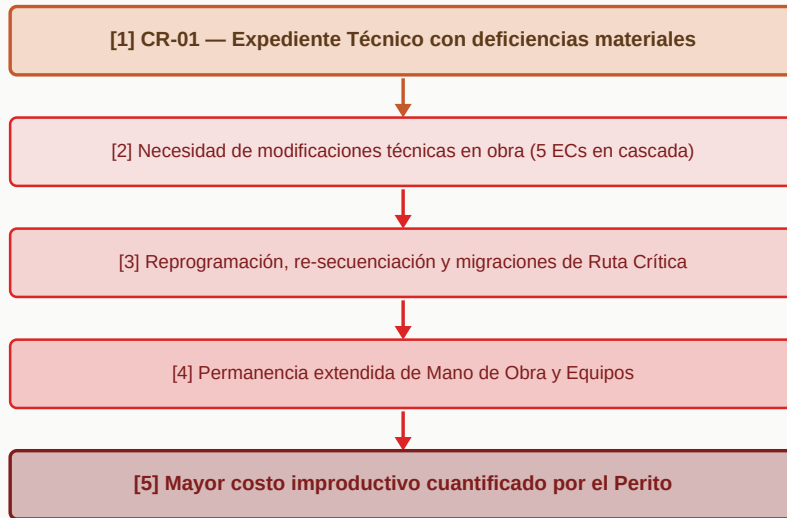 [1] CR-01 — Expediente Técnico con deficiencias materiales
[2] Necesidad de modificaciones técnicas en obra (5 ECs en cascada)
[3] Reprogramación, re-secuenciación y migraciones de Ruta Crítica
[4] Permanencia extendida de Mano de Obra y Equipos
[5] Mayor costo improductivo cuantificado por el Perito